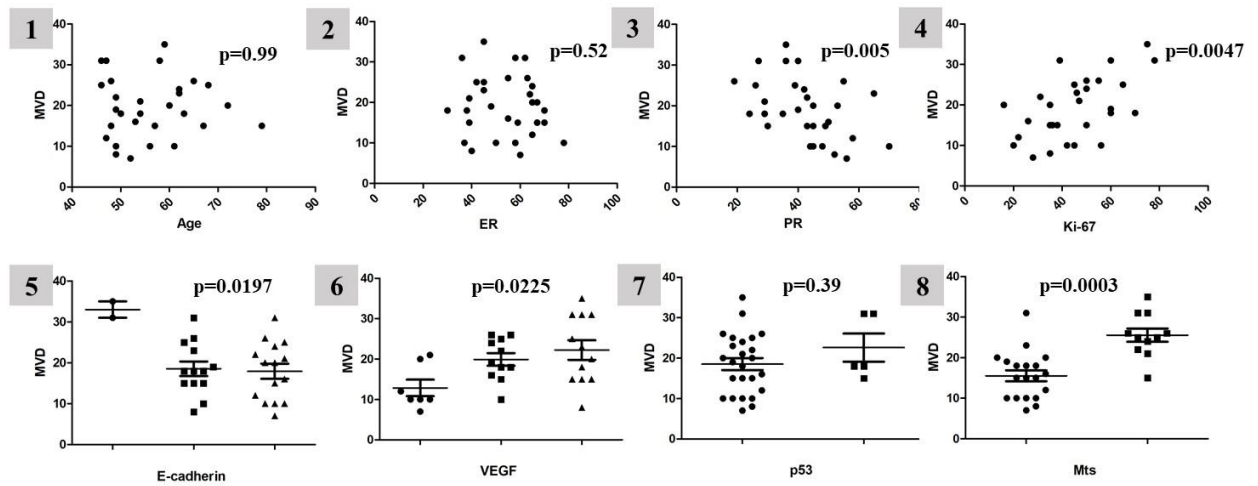 1
p=0.99
MVD
40
30
20
10
0
40 50 60 70 80 90
Age
2
p=0.52
MVD
40
30
20
10
0
0 20 40 60 80 100
ER
3
p=0.005
MVD
40
30
20
10
0
0 20 40 60 80
PR
4
p=0.0047
MVD
40
30
20
10
0
0 20 40 60 80 100
Ki-67
5
p=0.0197
MVD
40
30
20
10
0
E-cadherin
6
p=0.0225
MVD
40
30
20
10
0
VEGF
7
p=0.39
MVD
40
30
20
10
0
p53
8
p=0.0003
MVD
40
30
20
10
0
Mts